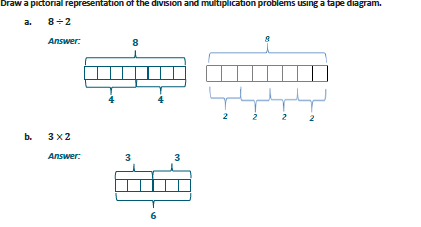 Draw a pictorial representation of the division and multiplication problems using a tape diagram.
a. 8 ÷ 2
Answer: 8 8
4 4
2 2 2 2
b. 3 × 2
Answer: 3 3
6